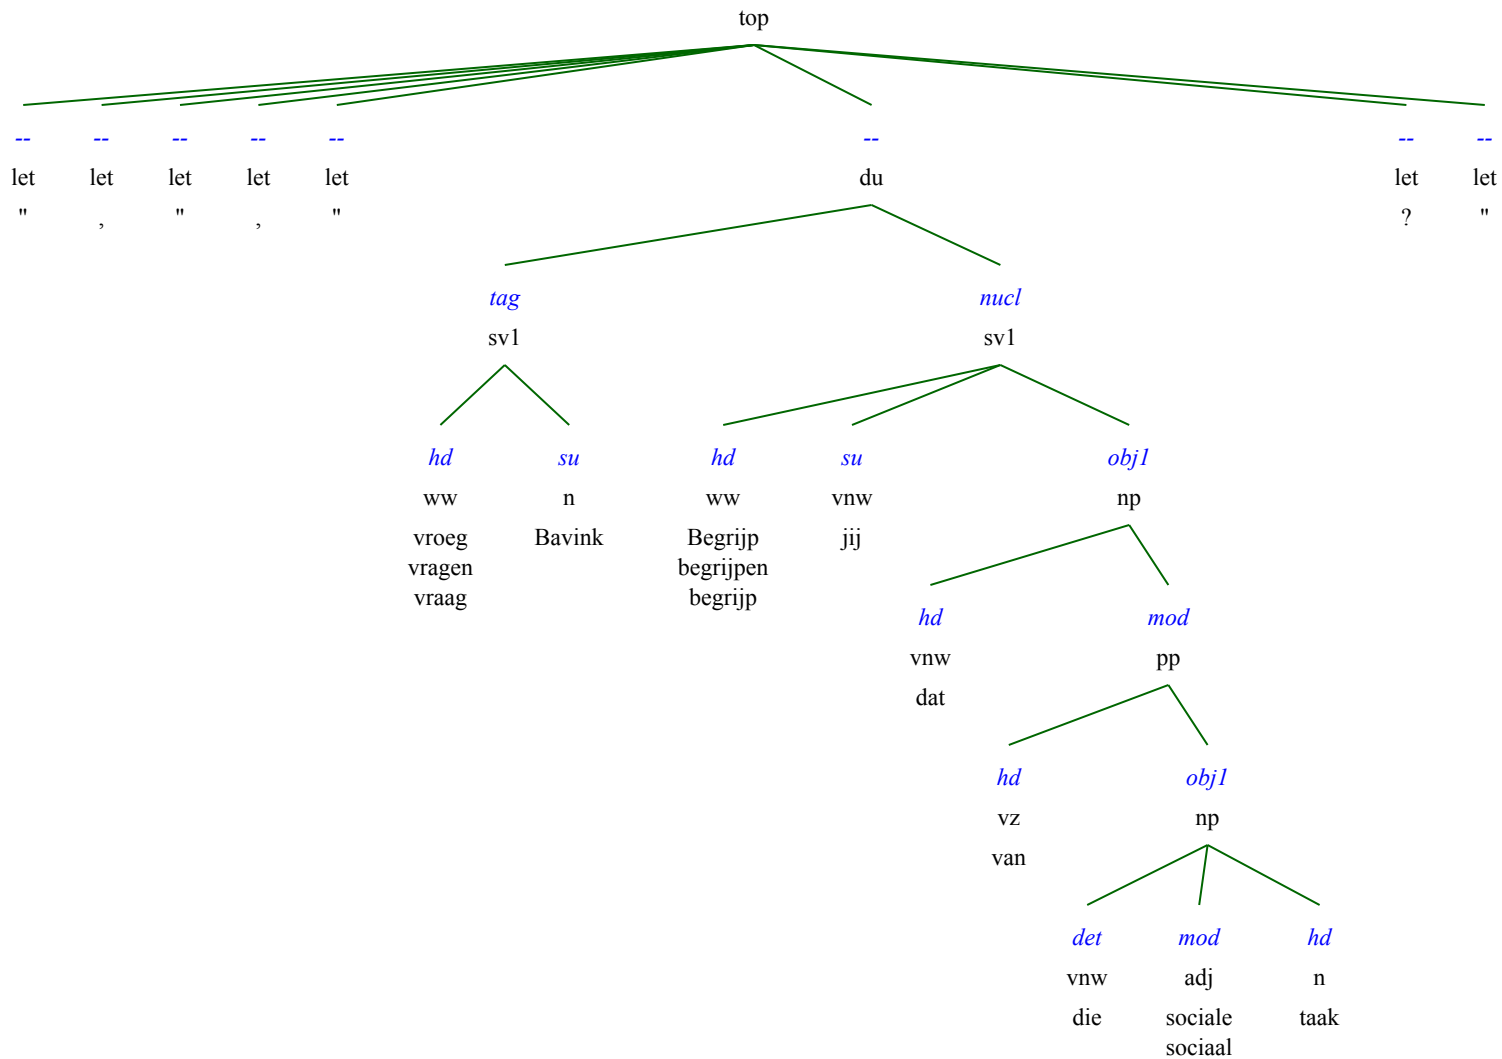 top
-- -- -- -- -- -- -- --
let let let let let du let let
" , " , " ? "
tag nucl
sv1 sv1
hd su hd su obj1
ww n ww vnw np
vroeg Bavink Begrijp jij
vragen begrijpen
vraag begrijp
hd mod
vnw pp
dat
hd obj1
vz np
van
det mod hd
vnw adj n
die sociale taak
sociaal